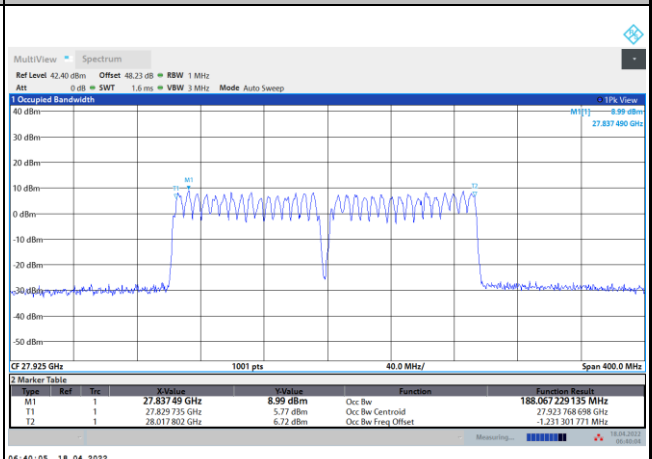 MultiView Spectrum
Ref Level 42.40 dBm Offset 48.23 dB RBW 1 MHz
Att 0 dB SWT 1.6 ms VBW 3 MHz Mode Auto Sweep
1 Occupied Bandwidth 1Pk View
40 dBm M1[1] 8.99 dBm
27.837 490 GHz
30 dBm
20 dBm
M1
T1 T2
10 dBm
0 dBm
-10 dBm
-20 dBm
-30 dBm
-40 dBm
-50 dBm
CF 27.925 GHz 1001 pts 40.0 MHz/ Span 400.0 MHz
2 Marker Table
Type Ref Trc X-Value Y-Value Function Function Result
M1 1 27.837 49 GHz 8.99 dBm Occ Bw 188.067 229 135 MHz
T1 1 27.829 735 GHz 5.77 dBm Occ Bw Centroid 27.923 768 698 GHz
T2 1 28.017 802 GHz 6.72 dBm Occ Bw Freq Offset -1.231 301 771 MHz
Measuring... 18.04.2022
06:40:04
06:40:05 18.04.2022